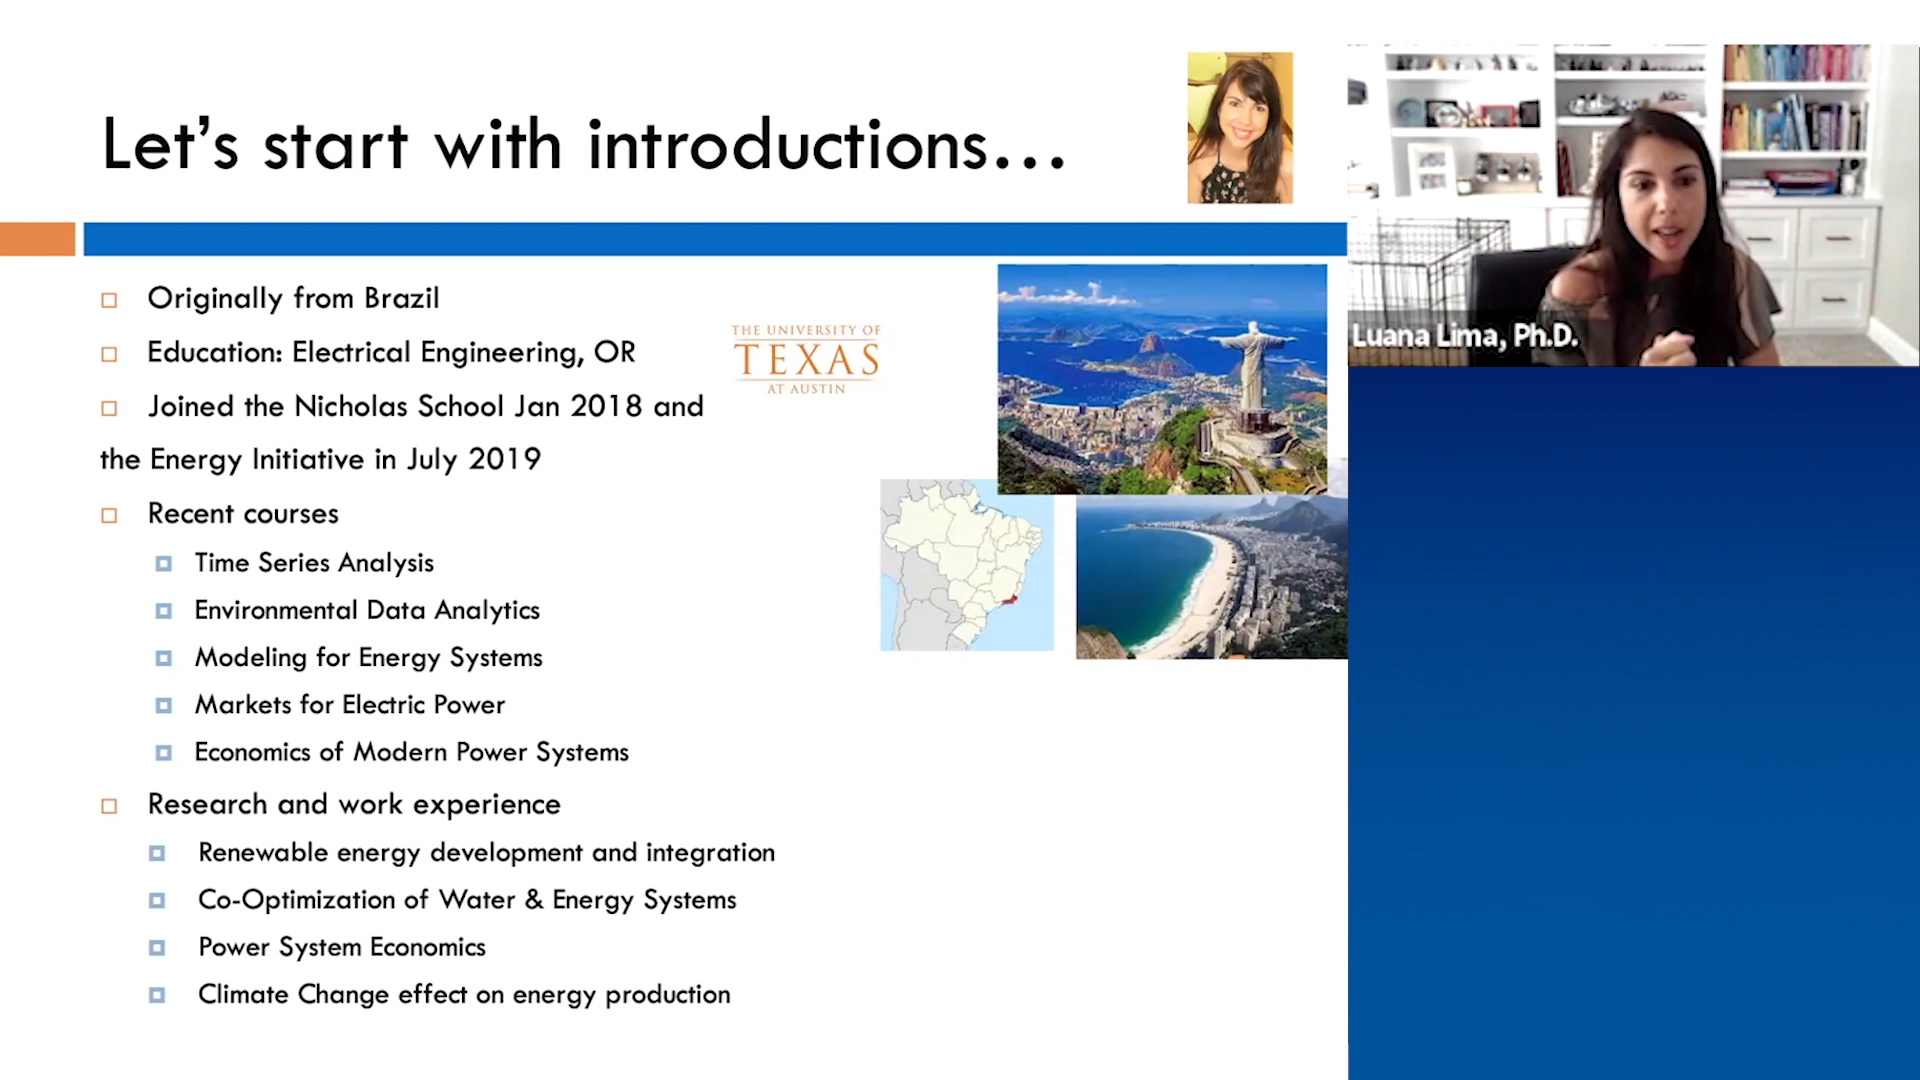 Let's start with introductions...
Originally from Brazil
Education: Electrical Engineering, OR
THE UNIVERSITY OF
TEXAS
AT AUSTIN
Joined the Nicholas School Jan 2018 and
the Energy Initiative in July 2019
Recent courses
Time Series Analysis
Environmental Data Analytics
Modeling for Energy Systems
Markets for Electric Power
Economics of Modern Power Systems
Research and work experience
Renewable energy development and integration
Co-Optimization of Water & Energy Systems
Power System Economics
Climate Change effect on energy production
Luana Lima, Ph.D.